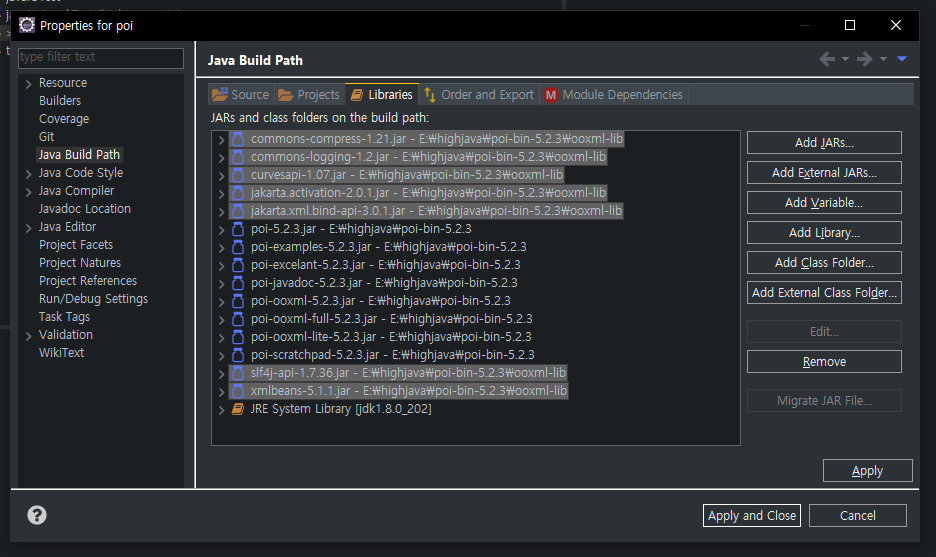 Properties for poi
type filter text
Resource
Builders
Coverage
Git
Java Build Path
Java Code Style
Java Compiler
Javadoc Location
Java Editor
Project Facets
Project Natures
Project References
Run/Debug Settings
Task Tags
Validation
WikiText
Java Build Path
Source
Projects
Libraries
Order and Export
Module Dependencies
JARs and class folders on the build path:
commons-compress-1.21.jar - E:₩highjava₩poi-bin-5.2.3₩ooxml-lib
commons-logging-1.2.jar - E:₩highjava₩poi-bin-5.2.3₩ooxml-lib
curvesapi-1.07.jar - E:₩highjava₩poi-bin-5.2.3₩ooxml-lib
jakarta.activation-2.0.1.jar - E:₩highjava₩poi-bin-5.2.3₩ooxml-lib
jakarta.xml.bind-api-3.0.1.jar - E:₩highjava₩poi-bin-5.2.3₩ooxml-lib
poi-5.2.3.jar - E:₩highjava₩poi-bin-5.2.3
poi-examples-5.2.3.jar - E:₩highjava₩poi-bin-5.2.3
poi-excelant-5.2.3.jar - E:₩highjava₩poi-bin-5.2.3
poi-javadoc-5.2.3.jar - E:₩highjava₩poi-bin-5.2.3
poi-ooxml-5.2.3.jar - E:₩highjava₩poi-bin-5.2.3
poi-ooxml-full-5.2.3.jar - E:₩highjava₩poi-bin-5.2.3
poi-ooxml-lite-5.2.3.jar - E:₩highjava₩poi-bin-5.2.3
poi-scratchpad-5.2.3.jar - E:₩highjava₩poi-bin-5.2.3
slf4j-api-1.7.36.jar - E:₩highjava₩poi-bin-5.2.3₩ooxml-lib
xmlbeans-5.1.1.jar - E:₩highjava₩poi-bin-5.2.3₩ooxml-lib
JRE System Library [jdk1.8.0_202]
Add JARs...
Add External JARs...
Add Variable...
Add Library...
Add Class Folder...
Add External Class Folder...
Edit...
Remove
Migrate JAR File...
Apply
Apply and Close
Cancel